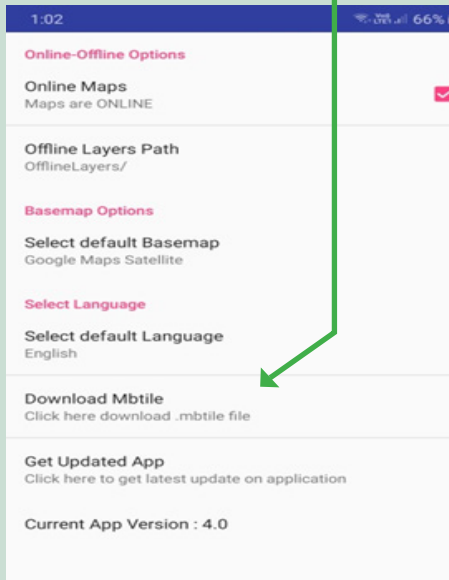 1:02 66%
Online-Offline Options
Online Maps
Maps are ONLINE
Offline Layers Path
OfflineLayers/
Basemap Options
Select default Basemap
Google Maps Satellite
Select Language
Select default Language
English
Download Mbtile
Click here download .mbtile file
Get Updated App
Click here to get latest update on application
Current App Version : 4.0